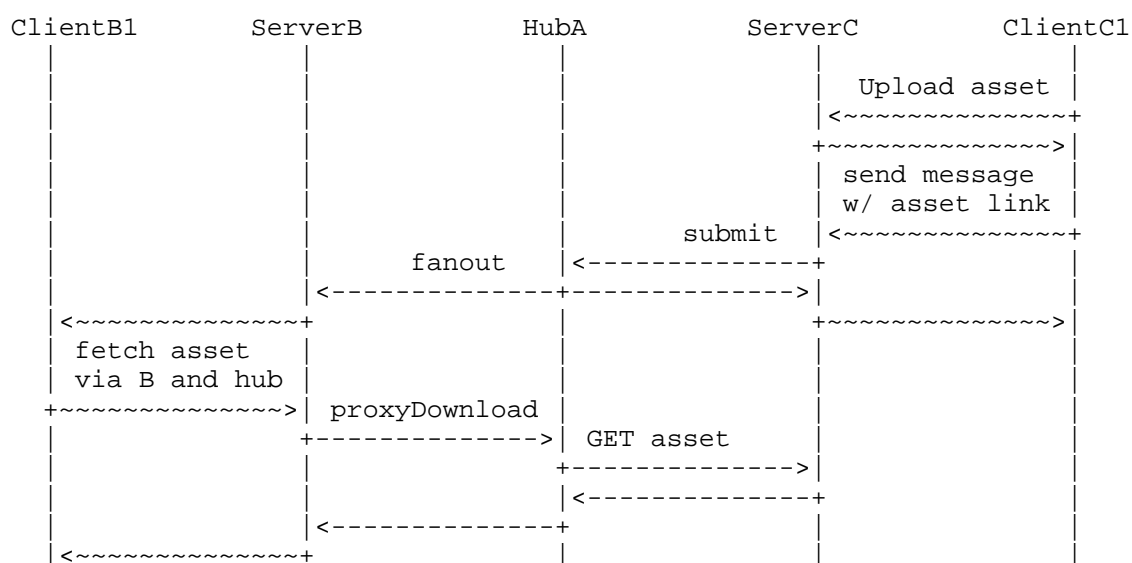 ClientB1 ServerB HubA ServerC ClientC1
Upload asset
send message
w/ asset link
submit
fanout
fetch asset
via B and hub
proxyDownload
GET asset